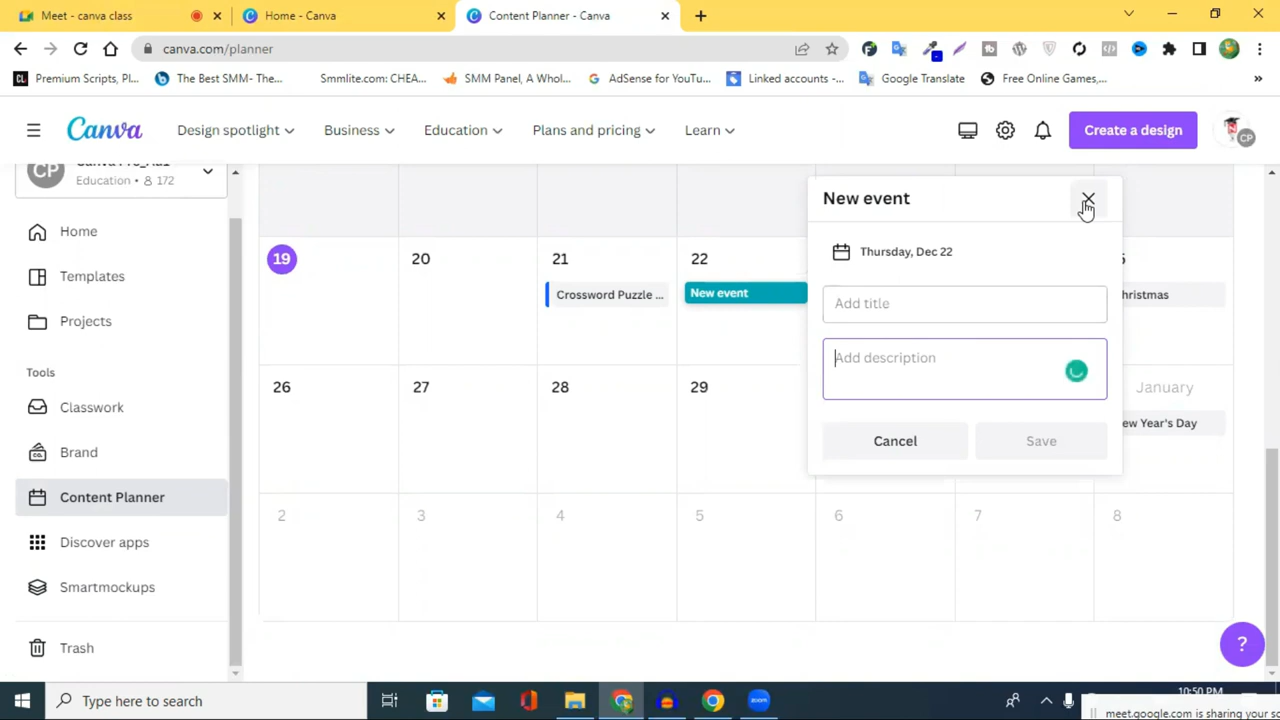 Meet - canva class
Home - Canva
Content Planner - Canva
canva.com/planner
Premium Scripts, Pl...
The Best SMM- The...
Smmlite.com: CHEA...
SMM Panel, A Whol...
AdSense for YouTu...
Linked accounts -...
Google Translate
Free Online Games,...
Canva
Design spotlight
Business
Education
Plans and pricing
Learn
Create a design
CP
CP
Education • 172
Home
Templates
Projects
Tools
Classwork
Brand
Content Planner
Discover apps
Smartmockups
Trash
19
20
21
22
Crossword Puzzle ...
New event
hristmas
26
27
28
29
January
ew Year's Day
2
3
4
5
6
7
8
New event
Thursday, Dec 22
Add title
Add description
Cancel
Save
?
Type here to search
zoom
10:50 PM
meet.google.com is sharing your